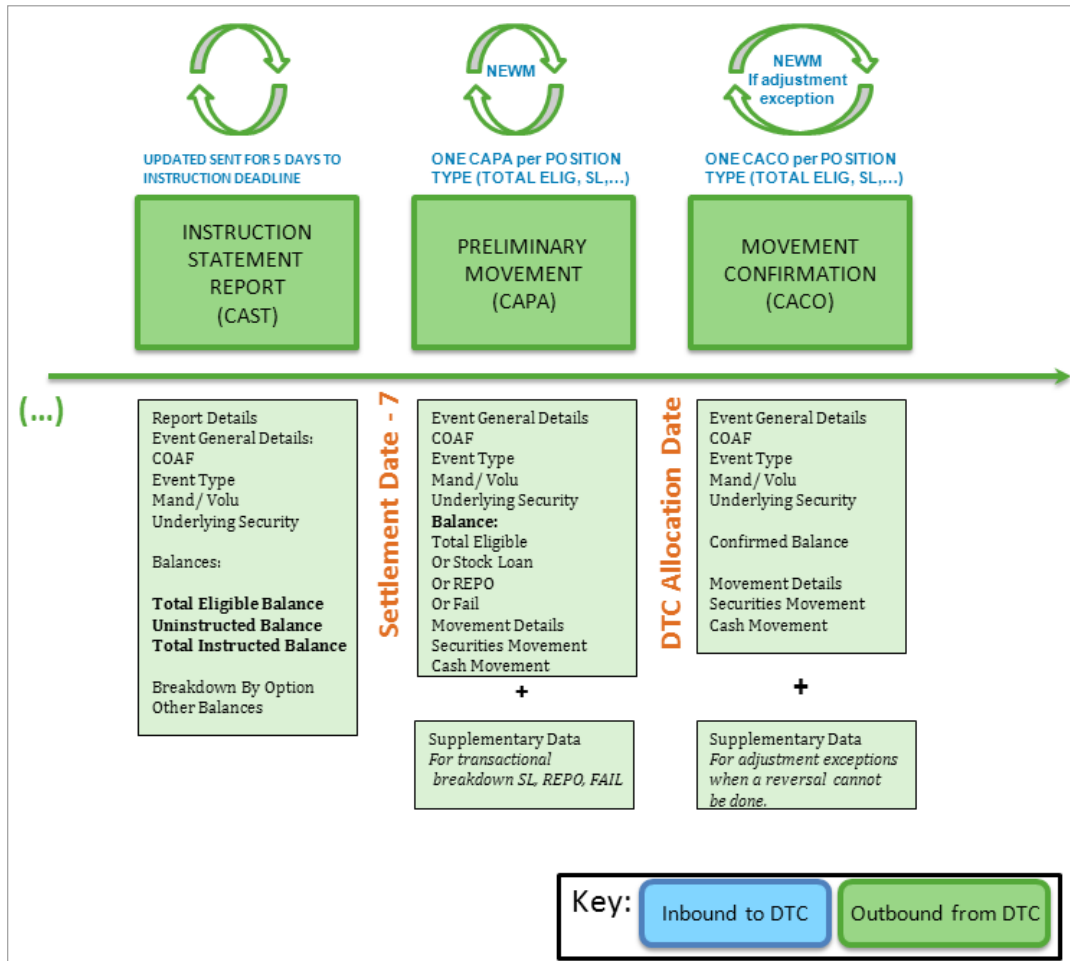 NEWM
NEWM
If adjustment
exception
UPDATED SENT FOR 5 DAYS TO
INSTRUCTION DEADLINE
ONE CAPA per POSITION
TYPE (TOTAL ELIG, SL,...)
ONE CACO per POSITION
TYPE (TOTAL ELIG, SL,...)
INSTRUCTION
STATEMENT
REPORT
(CAST)
PRELIMINARY
MOVEMENT
(CAPA)
MOVEMENT
CONFIRMATION
(CACO)
(...)
Report Details
Event General Details:
COAF
Event Type
Mand/ Volu
Underlying Security
Balances:
Total Eligible Balance
Uninstructed Balance
Total Instructed Balance
Breakdown By Option
Other Balances
Settlement Date - 7
Event General Details
COAF
Event Type
Mand/ Volu
Underlying Security
Balance:
Total Eligible
Or Stock Loan
Or REPO
Or Fail
Movement Details
Securities Movement
Cash Movement
+
Supplementary Data
For transactional
breakdown SL, REPO, FAIL
DTC Allocation Date
Event General Details
COAF
Event Type
Mand/ Volu
Underlying Security
Confirmed Balance
Movement Details
Securities Movement
Cash Movement
+
Supplementary Data
For adjustment exceptions
when a reversal cannot
be done.
Key:
Inbound to DTC
Outbound from DTC